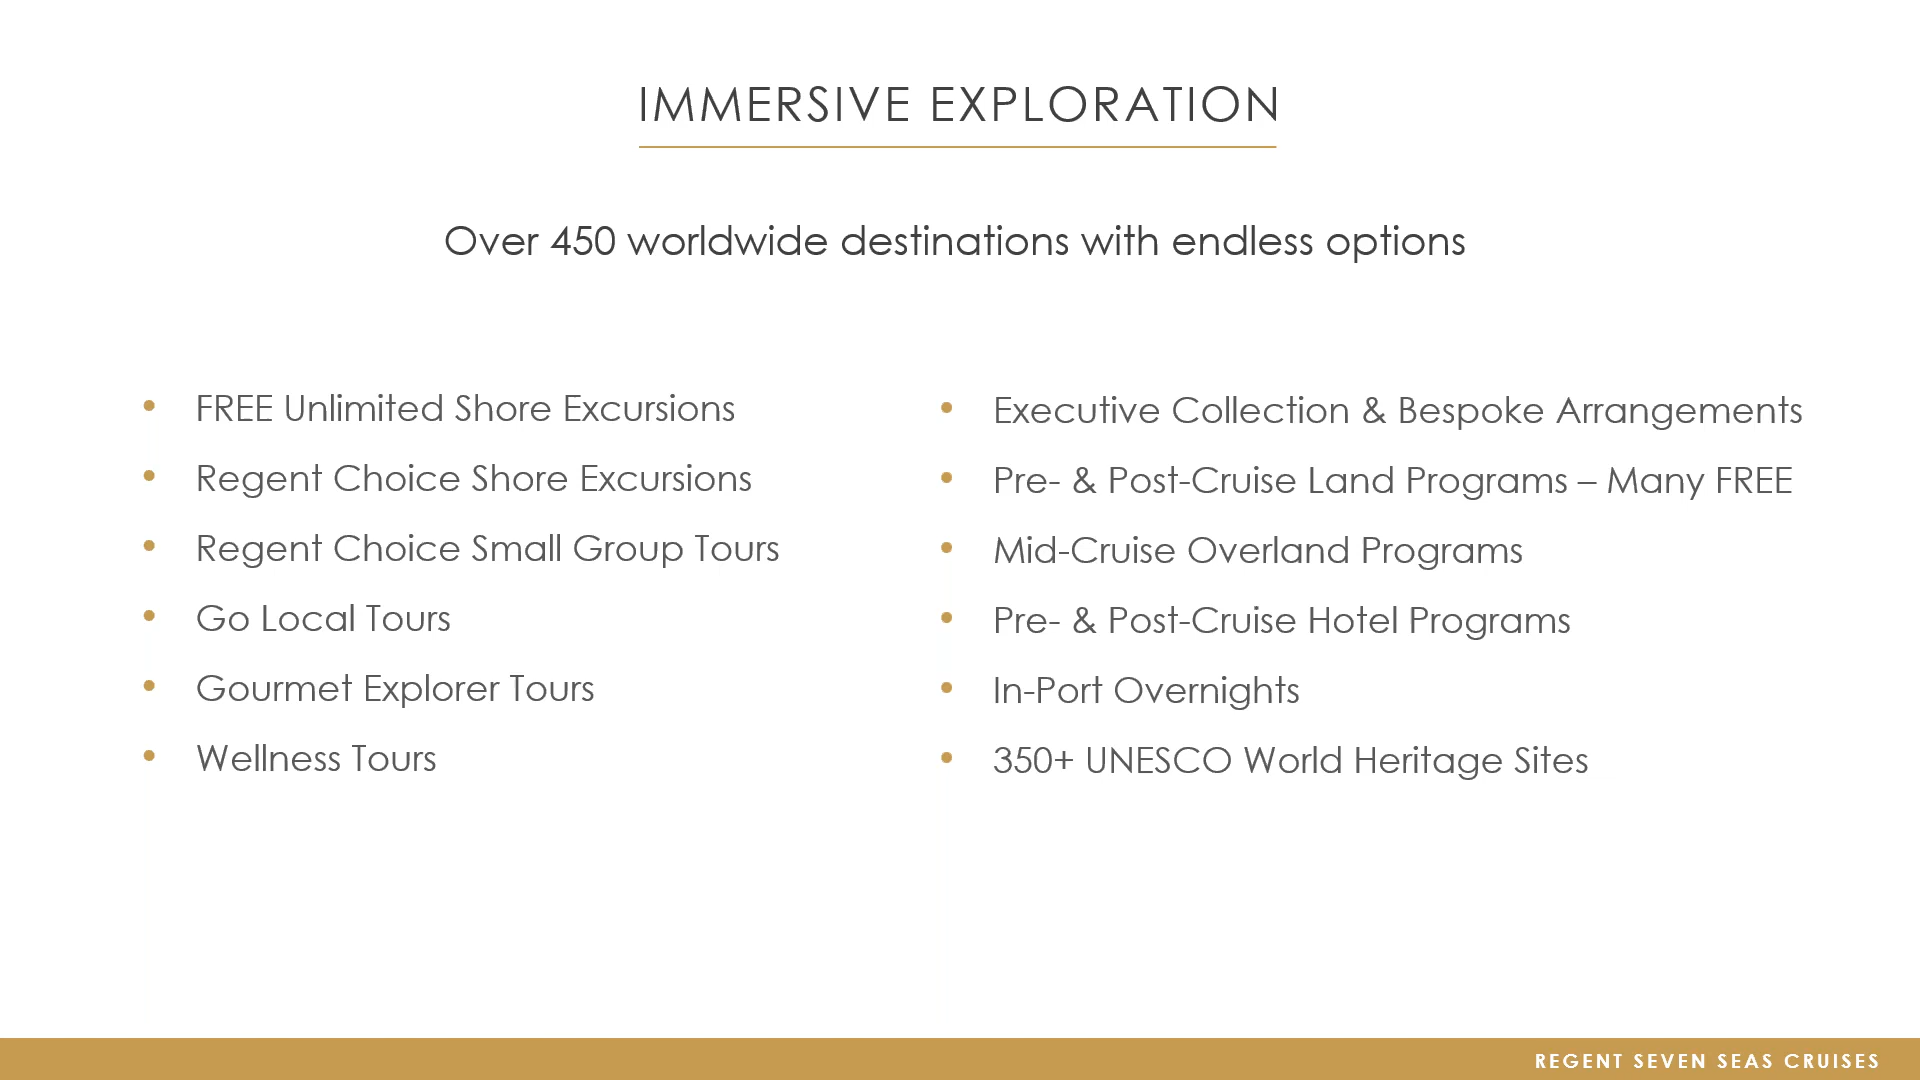 IMMERSIVE EXPLORATION
Over 450 worldwide destinations with endless options
• FREE Unlimited Shore Excursions
• Regent Choice Shore Excursions
• Regent Choice Small Group Tours
• Go Local Tours
• Gourmet Explorer Tours
• Wellness Tours
• Executive Collection & Bespoke Arrangements
• Pre- & Post-Cruise Land Programs – Many FREE
• Mid-Cruise Overland Programs
• Pre- & Post-Cruise Hotel Programs
• In-Port Overnights
• 350+ UNESCO World Heritage Sites
REGENT SEVEN SEAS CRUISES